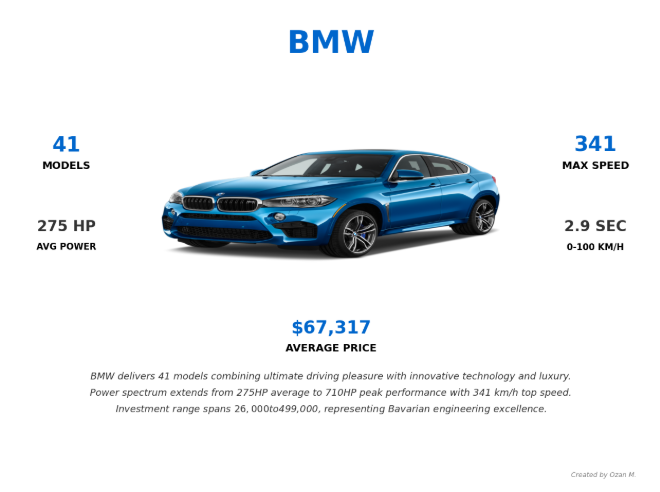 BMW
41
MODELS
341
MAX SPEED
275 HP
AVG POWER
2.9 SEC
0-100 KM/H
$67,317
AVERAGE PRICE
BMW delivers 41 models combining ultimate driving pleasure with innovative technology and luxury.
Power spectrum extends from 275HP average to 710HP peak performance with 341 km/h top speed.
Investment range spans 26,000to499,000, representing Bavarian engineering excellence.
Created by Ozan M.